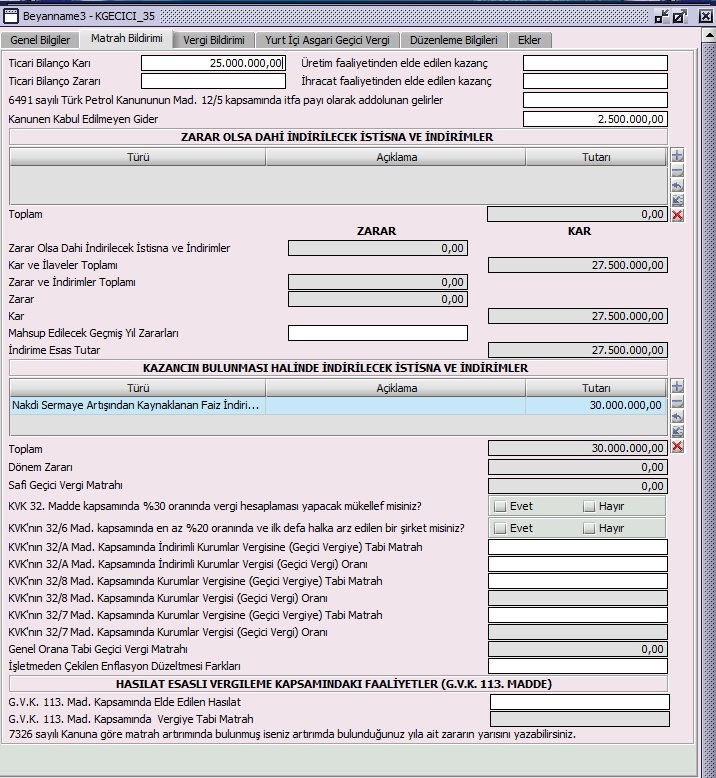 Beyanname3 - KGECICI_35
Genel Bilgiler Matrah Bildirimi Vergi Bildirimi Yurt İçi Asgari Geçici Vergi Düzenleme Bilgileri Ekler
Ticari Bilanço Karı 25.000.000,00 Üretim faaliyetinden elde edilen kazanç
Ticari Bilanço Zararı İhracat faaliyetinden elde edilen kazanç
6491 sayılı Türk Petrol Kanununun Mad. 12/5 kapsamında itfa payı olarak addolunan gelirler
Kanunen Kabul Edilmeyen Gider 2.500.000,00
ZARAR OLSA DAHİ İNDİRİLECEK İSTİSNA VE İNDİRİMLER
Türü Açıklama Tutarı
Toplam 0,00
ZARAR KAR
Zarar Olsa Dahi İndirilecek İstisna ve İndirimler 0,00
Kar ve İlaveler Toplamı 27.500.000,00
Zarar ve İndirimler Toplamı 0,00
Zarar 0,00
Kar 27.500.000,00
Mahsup Edilecek Geçmiş Yıl Zararları
İndirime Esas Tutar 27.500.000,00
KAZANCIN BULUNMASI HALİNDE İNDİRİLECEK İSTİSNA VE İNDİRİMLER
Türü Açıklama Tutarı
Nakdi Sermaye Artışından Kaynaklanan Faiz İndiri... 30.000.000,00
Toplam 30.000.000,00
Dönem Zararı 0,00
Safi Geçici Vergi Matrahı 0,00
KVK 32. Madde kapsamında %30 oranında vergi hesaplaması yapacak mükellef misiniz? Evet Hayır
KVK'nın 32/6 Mad. kapsamında en az %20 oranında ve ilk defa halka arz edilen bir şirket misiniz? Evet Hayır
KVK'nın 32/A Mad. Kapsamında İndirimli Kurumlar Vergisine (Geçici Vergiye) Tabi Matrah
KVK'nın 32/A Mad. Kapsamında İndirimli Kurumlar Vergisi (Geçici Vergi) Oranı
KVK'nın 32/8 Mad. Kapsamında Kurumlar Vergisine (Geçici Vergiye) Tabi Matrah
KVK'nın 32/8 Mad. Kapsamında Kurumlar Vergisi (Geçici Vergi) Oranı
KVK'nın 32/7 Mad. Kapsamında Kurumlar Vergisine (Geçici Vergiye) Tabi Matrah
KVK'nın 32/7 Mad. Kapsamında Kurumlar Vergisi (Geçici Vergi) Oranı
Genel Orana Tabi Geçici Vergi Matrahı 0,00
İşletmeden Çekilen Enflasyon Düzeltmesi Farkları
HASILAT ESASLI VERGİLEME KAPSAMINDAKI FAALİYETLER (G.V.K. 113. MADDE)
G.V.K. 113. Mad. Kapsamında Elde Edilen Hasılat
G.V.K. 113. Mad. Kapsamında Vergiye Tabi Matrah
7326 sayılı Kanuna göre matrah artırımında bulunmuş iseniz artırımda bulunduğunuz yıla ait zararın yarısını yazabilirsiniz.